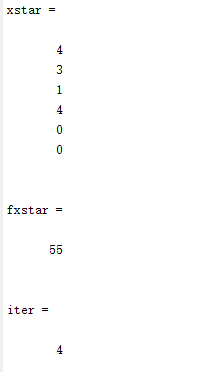 xstar =
4
3
1
4
0
0
fxstar =
55
iter =
4